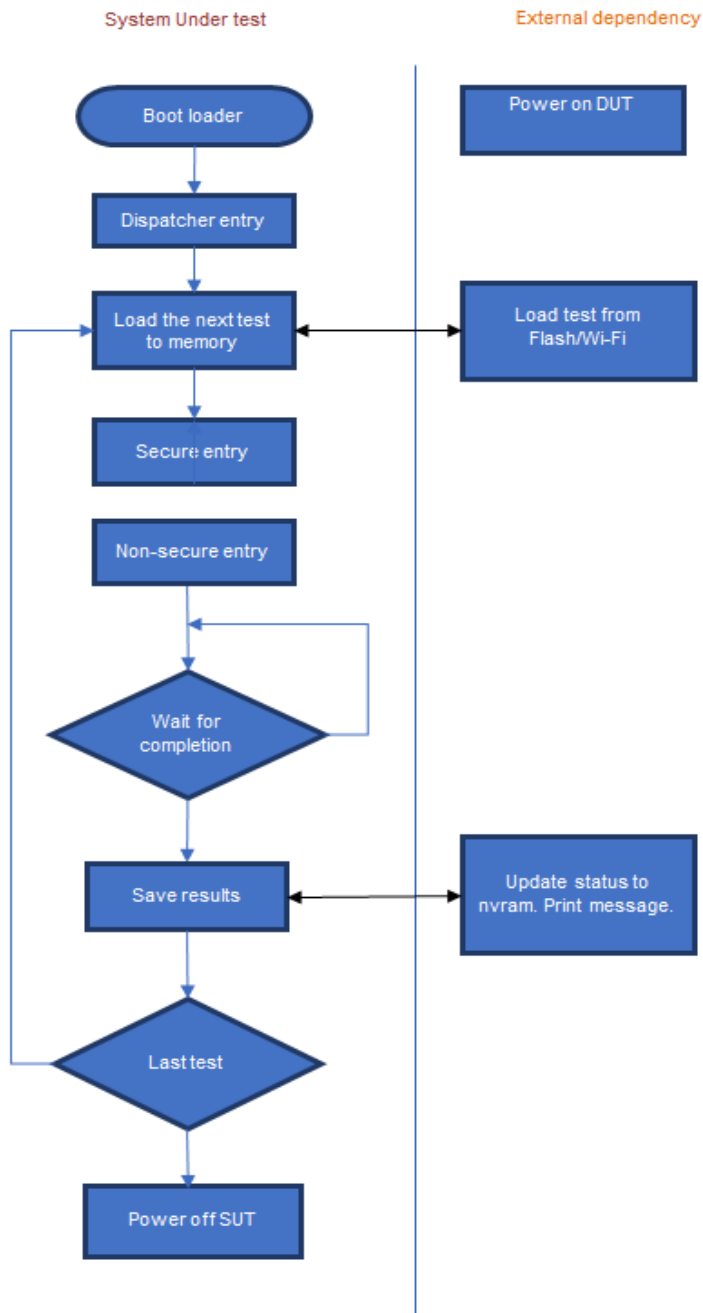 System Under test
External dependency
Boot loader
Power on DUT
Dispatcher entry
Load the next test
to memory
Load test from
Flash/Wi-Fi
Secure entry
Non-secure entry
Wait for
completion
Save results
Update status to
nvram. Print message.
Last test
Power off SUT